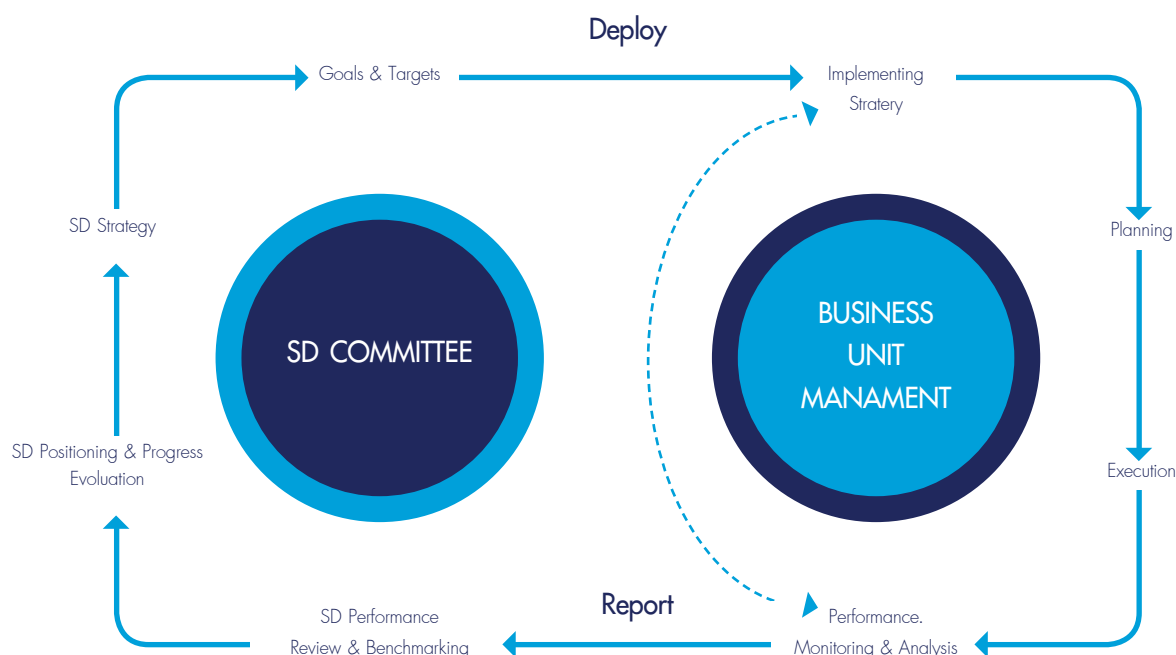 Deploy
Goals & Targets
Implementing
Stratery
SD Strategy
Planning
SD COMMITTEE
BUSINESS
UNIT
MANAMENT
SD Positioning & Progress
Evoluation
Execution
Report
SD Performance
Review & Benchmarking
Performance.
Monitoring & Analysis